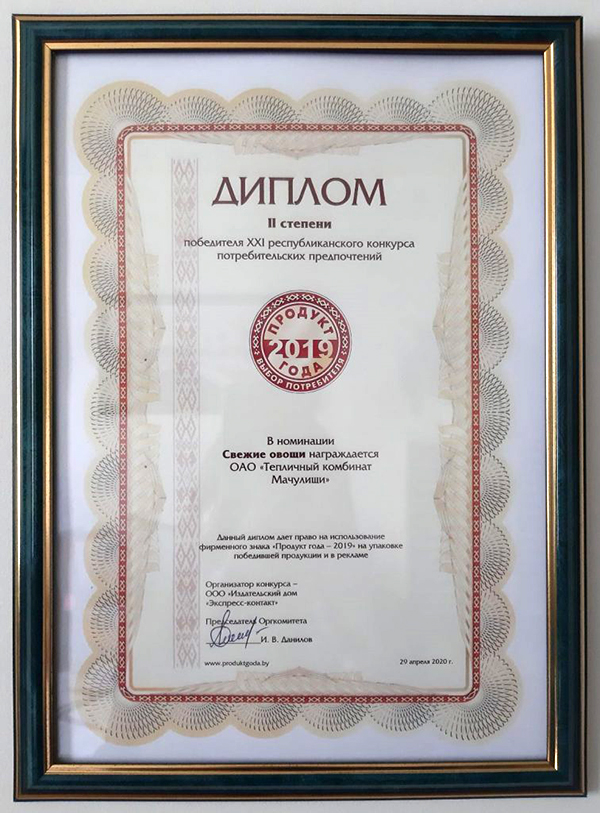 ДИПЛОМ
II степени
победителя XXI республиканского конкурса
потребительских предпочтений
ПРОДУКТ
2019
ГОДА
ВЫБОР ПОТРЕБИТЕЛЯ
В номинации
Свежие овощи награждается
ОАО «Тепличный комбинат
Мачулищи»
Данный диплом дает право на использование
фирменного знака «Продукт года – 2019» на упаковке
победившей продукции и в рекламе
Организатор конкурса –
ООО «Издательский дом
«Экспресс-контакт»
Председатель Оргкомитета
И. В. Данилов
www.produktgoda.by
29 апреля 2020 г.